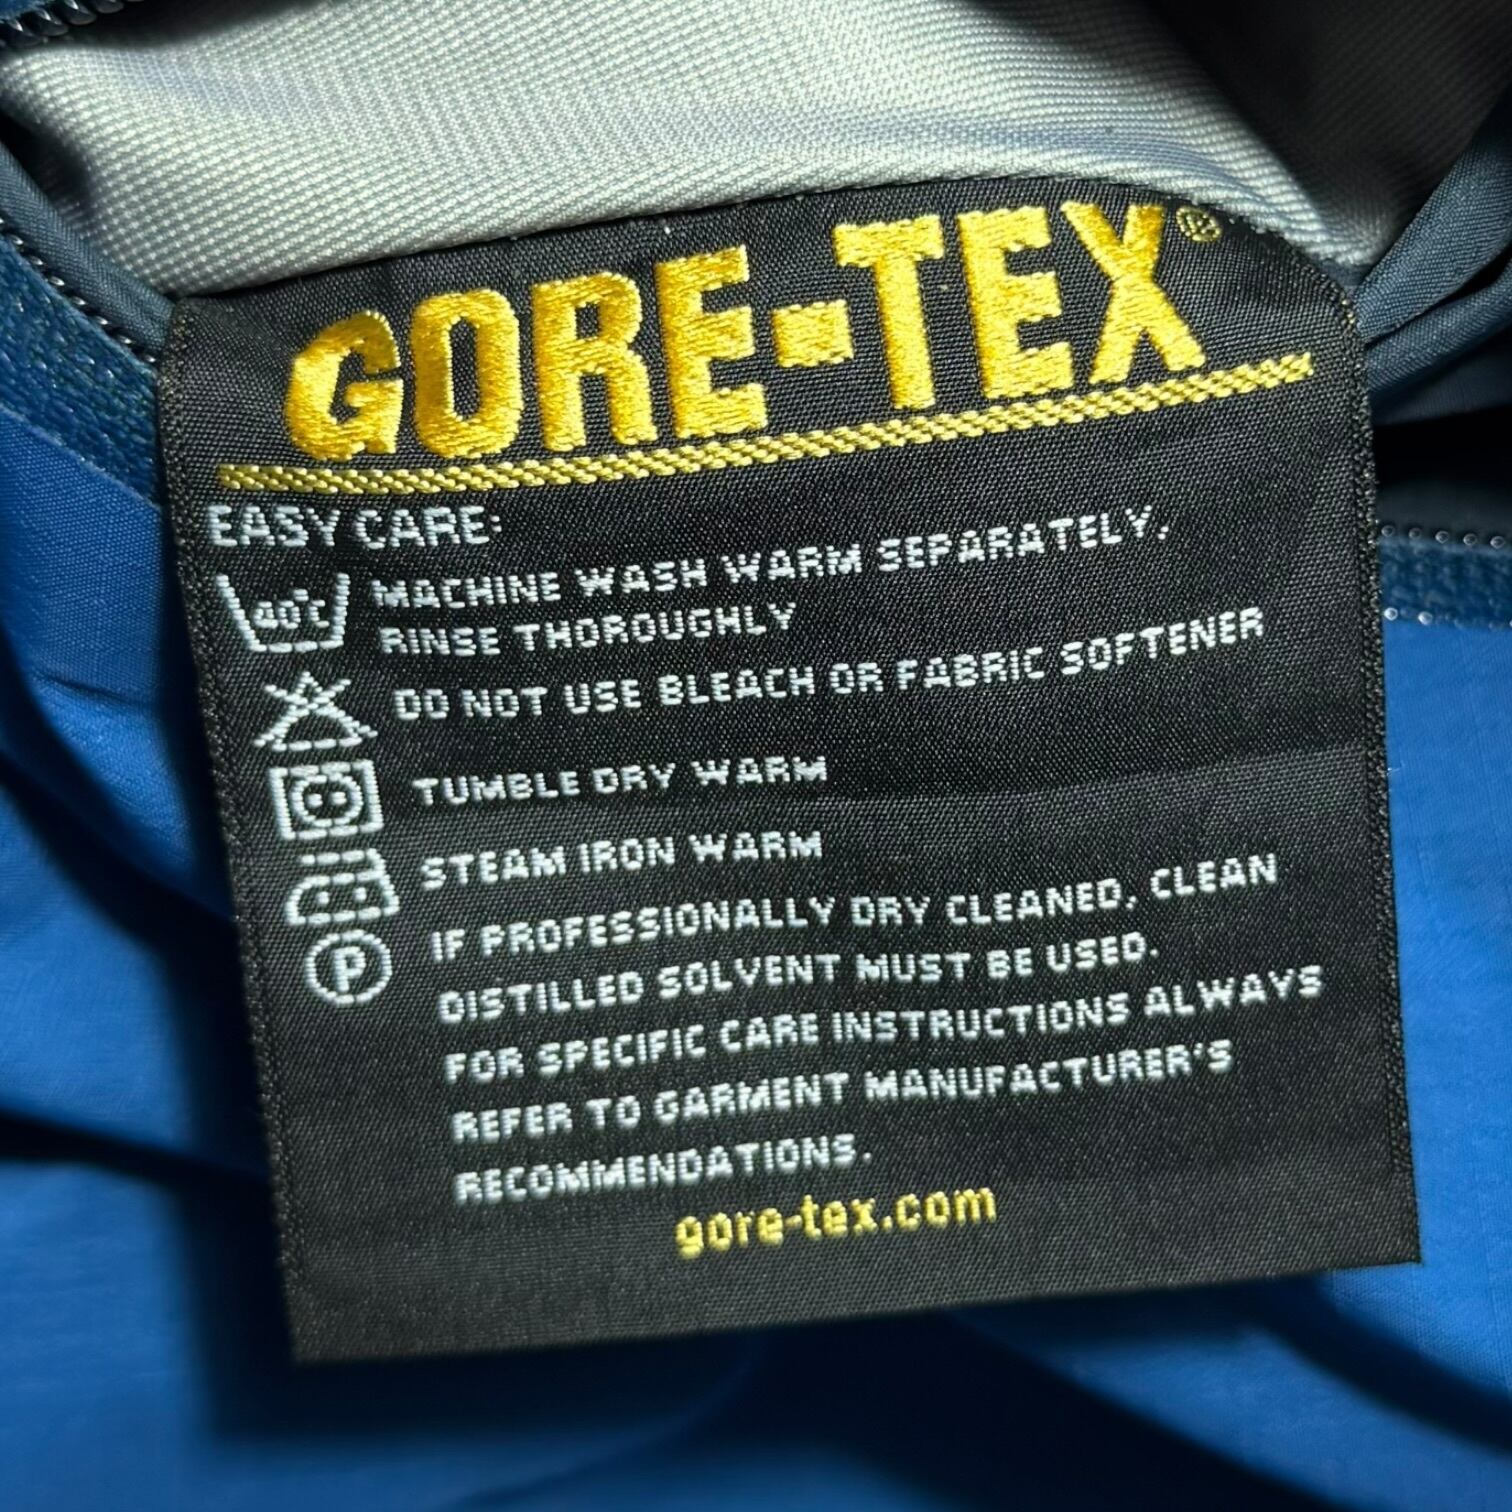 GORE-TEX®
EASY CARE:
40°C MACHINE WASH WARM SEPARATELY,
RINSE THOROUGHLY
DO NOT USE BLEACH OR FABRIC SOFTENER
TUMBLE DRY WARM
STEAM IRON WARM
P IF PROFESSIONALLY DRY CLEANED, CLEAN
DISTILLED SOLVENT MUST BE USED.
FOR SPECIFIC CARE INSTRUCTIONS ALWAYS
REFER TO GARMENT MANUFACTURER'S
RECOMMENDATIONS.
gore-tex.com